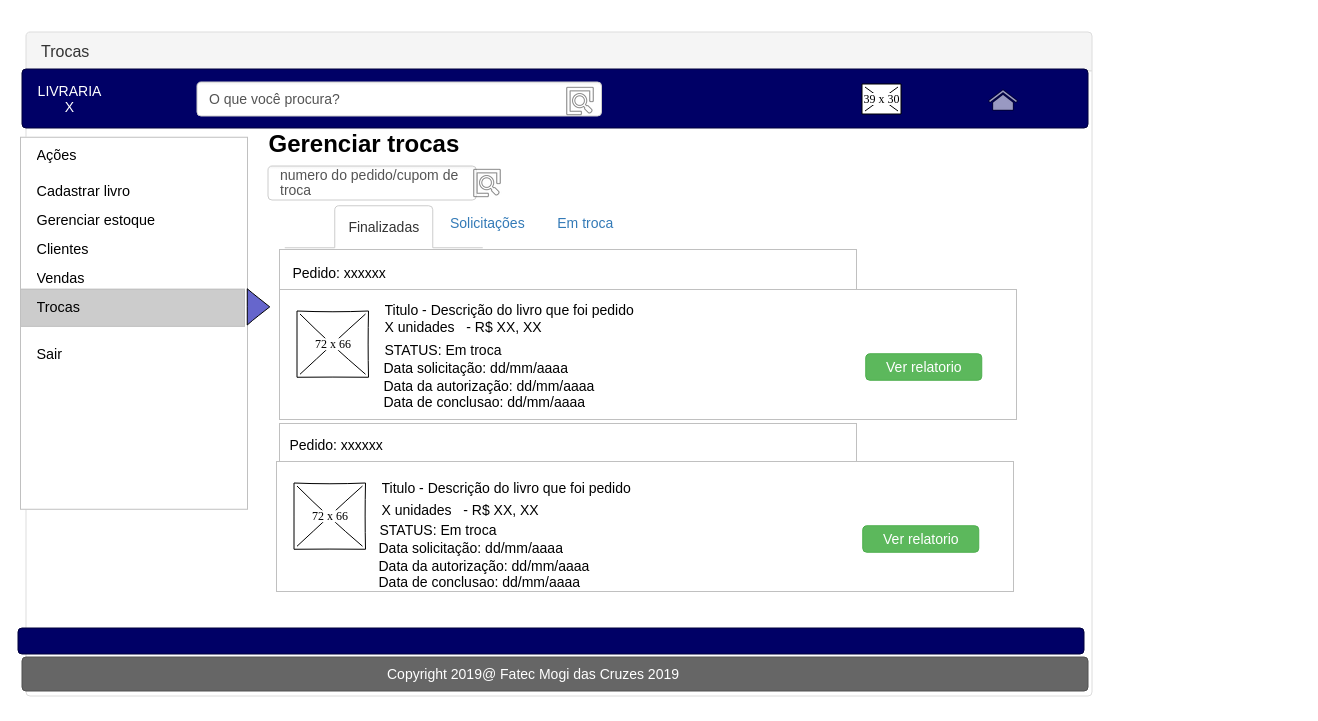 Trocas
LIVRARIA
X
O que você procura?
39 x 30
Ações
Cadastrar livro
Gerenciar estoque
Clientes
Vendas
Trocas
Sair
Gerenciar trocas
numero do pedido/cupom de
troca
Finalizadas
Solicitações
Em troca
Pedido: xxxxxx
72 x 66
Titulo - Descrição do livro que foi pedido
X unidades - R$ XX, XX
STATUS: Em troca
Data solicitação: dd/mm/aaaa
Data da autorização: dd/mm/aaaa
Data de conclusao: dd/mm/aaaa
Ver relatorio
Pedido: xxxxxx
72 x 66
Titulo - Descrição do livro que foi pedido
X unidades - R$ XX, XX
STATUS: Em troca
Data solicitação: dd/mm/aaaa
Data da autorização: dd/mm/aaaa
Data de conclusao: dd/mm/aaaa
Ver relatorio
Copyright 2019@ Fatec Mogi das Cruzes 2019